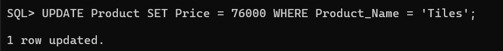 SQL> UPDATE Product SET Price = 76000 WHERE Product_Name = 'Tiles';
1 row updated.